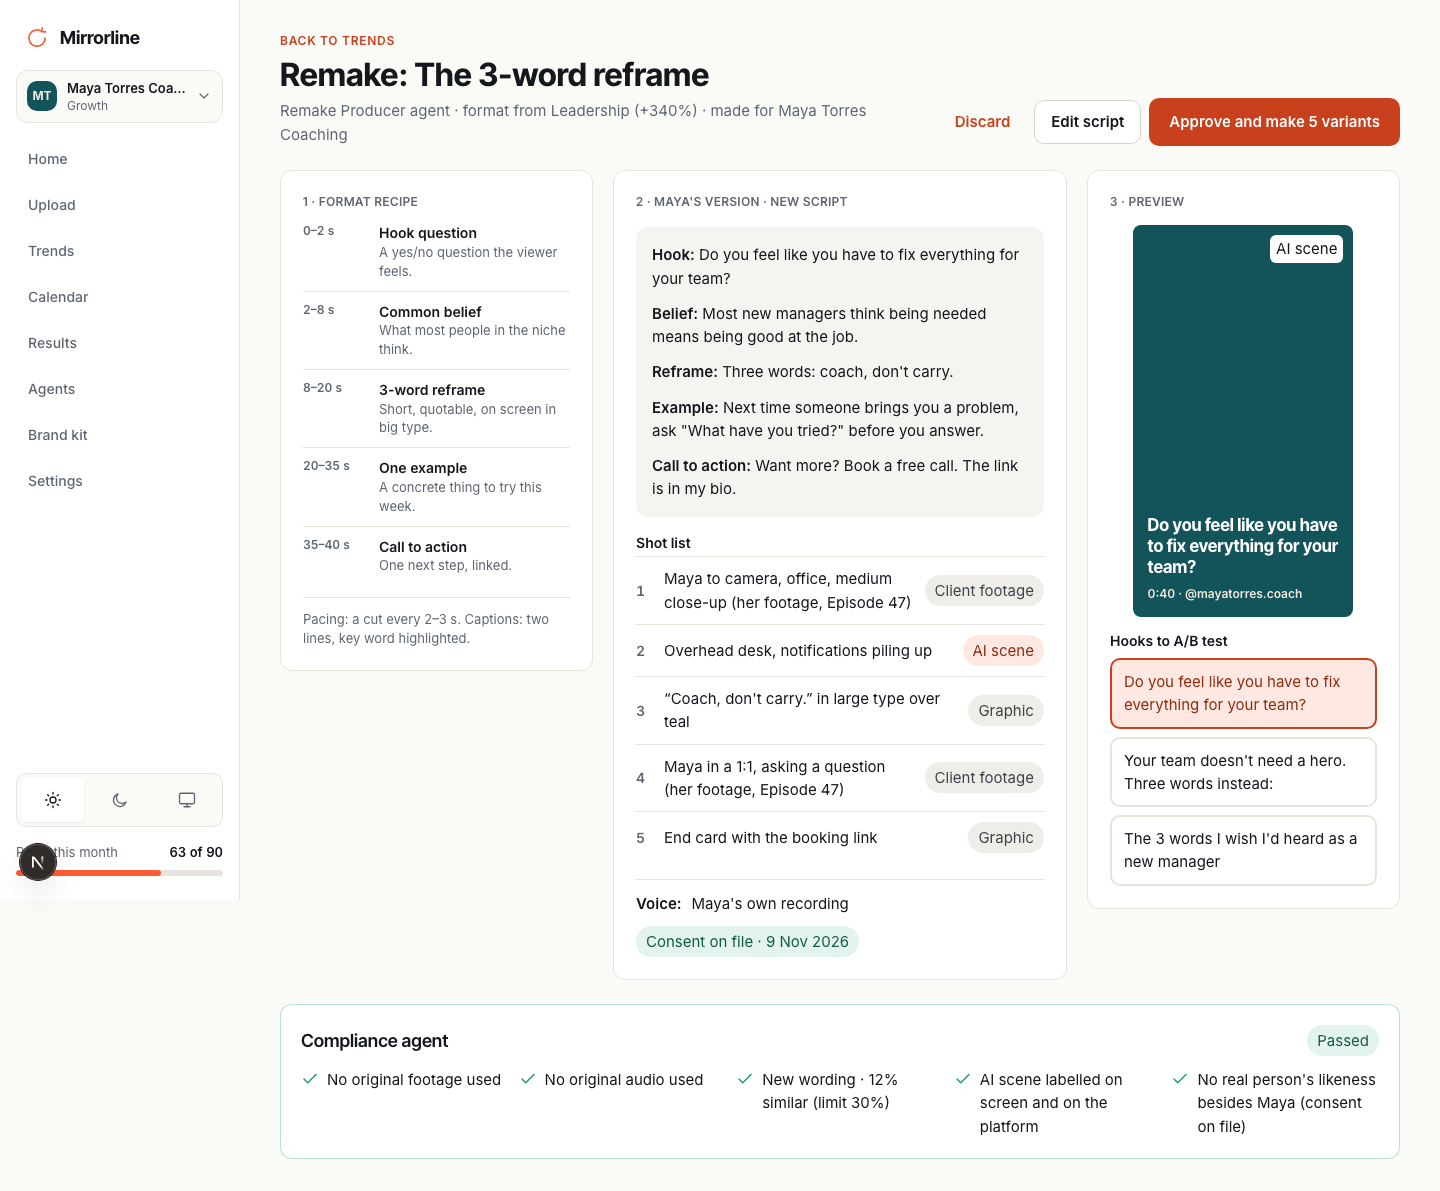 Mirrorline
MT
Maya Torres Coa...
Growth
Home
Upload
Trends
Calendar
Results
Agents
Brand kit
Settings
this month
63 of 90
BACK TO TRENDS
Remake: The 3-word reframe
Remake Producer agent · format from Leadership (+340%) · made for Maya Torres
Coaching
Discard
Edit script
Approve and make 5 variants
1 · FORMAT RECIPE
0–2 s
Hook question
A yes/no question the viewer
feels.
2–8 s
Common belief
What most people in the niche
think.
8–20 s
3-word reframe
Short, quotable, on screen in
big type.
20–35 s
One example
A concrete thing to try this
week.
35–40 s
Call to action
One next step, linked.
Pacing: a cut every 2–3 s. Captions: two
lines, key word highlighted.
2 · MAYA'S VERSION · NEW SCRIPT
Hook: Do you feel like you have to fix everything for
your team?
Belief: Most new managers think being needed
means being good at the job.
Reframe: Three words: coach, don't carry.
Example: Next time someone brings you a problem,
ask "What have you tried?" before you answer.
Call to action: Want more? Book a free call. The link
is in my bio.
Shot list
1
Maya to camera, office, medium
close-up (her footage, Episode 47)
Client footage
2
Overhead desk, notifications piling up
AI scene
3
“Coach, don't carry.” in large type over
teal
Graphic
4
Maya in a 1:1, asking a question
(her footage, Episode 47)
Client footage
5
End card with the booking link
Graphic
Voice: Maya's own recording
Consent on file · 9 Nov 2026
3 · PREVIEW
AI scene
Do you feel like you have
to fix everything for your
team?
0:40 · @mayatorres.coach
Hooks to A/B test
Do you feel like you have to fix
everything for your team?
Your team doesn't need a hero.
Three words instead:
The 3 words I wish I'd heard as a
new manager
Compliance agent
Passed
No original footage used
No original audio used
New wording · 12%
similar (limit 30%)
AI scene labelled on
screen and on the
platform
No real person's likeness
besides Maya (consent
on file)